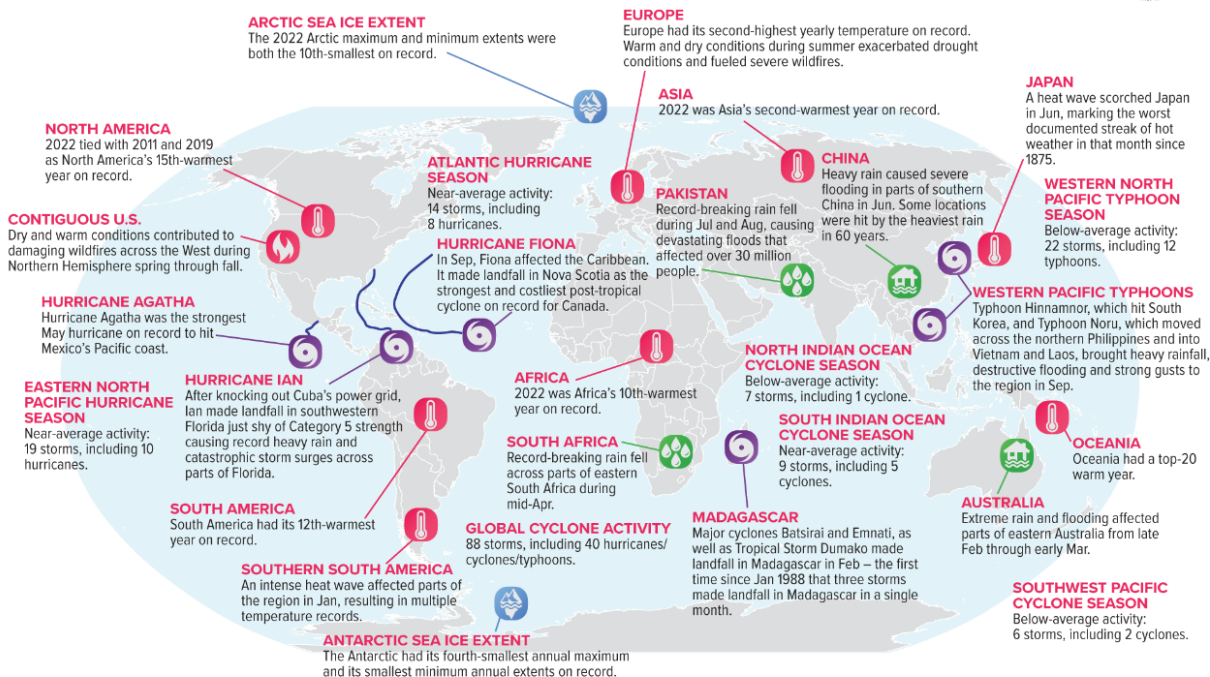 ARCTIC SEA ICE EXTENT
The 2022 Arctic maximum and minimum extents were
both the 10th-smallest on record.
EUROPE
Europe had its second-highest yearly temperature on record.
Warm and dry conditions during summer exacerbated drought
conditions and fueled severe wildfires.
ASIA
2022 was Asia's second-warmest year on record.
JAPAN
A heat wave scorched Japan
in Jun, marking the worst
documented streak of hot
weather in that month since
1875.
NORTH AMERICA
2022 tied with 2011 and 2019
as North America's 15th-warmest
year on record.
ATLANTIC HURRICANE
SEASON
Near-average activity:
14 storms, including
8 hurricanes.
PAKISTAN
Record-breaking rain fell
during Jul and Aug, causing
devastating floods that
affected over 30 million
people.
CHINA
Heavy rain caused severe
flooding in parts of southern
China in Jun. Some locations
were hit by the heaviest rain
in 60 years.
WESTERN NORTH
PACIFIC TYPHOON
SEASON
Below-average activity:
22 storms, including 12
typhoons.
CONTIGUOUS U.S.
Dry and warm conditions contributed to
damaging wildfires across the West during
Northern Hemisphere spring through fall.
HURRICANE FIONA
In Sep, Fiona affected the Caribbean.
It made landfall in Nova Scotia as the
strongest and costliest post-tropical
cyclone on record for Canada.
HURRICANE AGATHA
Hurricane Agatha was the strongest
May hurricane on record to hit
Mexico's Pacific coast.
WESTERN PACIFIC TYPHOONS
Typhoon Hinnamnor, which hit South
Korea, and Typhoon Noru, which moved
across the northern Philippines and into
Vietnam and Laos, brought heavy rainfall,
destructive flooding and strong gusts to
the region in Sep.
EASTERN NORTH
PACIFIC HURRICANE
SEASON
Near-average activity:
19 storms, including 10
hurricanes.
HURRICANE IAN
After knocking out Cuba's power grid,
Ian made landfall in southwestern
Florida just shy of Category 5 strength
causing record heavy rain and
catastrophic storm surges across
parts of Florida.
AFRICA
2022 was Africa's 10th-warmest
year on record.
NORTH INDIAN OCEAN
CYCLONE SEASON
Below-average activity:
7 storms, including 1 cyclone.
SOUTH AFRICA
Record-breaking rain fell
across parts of eastern
South Africa during
mid-Apr.
SOUTH INDIAN OCEAN
CYCLONE SEASON
Near-average activity:
9 storms, including 5
cyclones.
OCEANIA
Oceania had a top-20
warm year.
SOUTH AMERICA
South America had its 12th-warmest
year on record.
GLOBAL CYCLONE ACTIVITY
88 storms, including 40 hurricanes/
cyclones/typhoons.
MADAGASCAR
Major cyclones Batsirai and Emnati, as
well as Tropical Storm Dumako made
landfall in Madagascar in Feb – the first
time since Jan 1988 that three storms
made landfall in Madagascar in a single
month.
AUSTRALIA
Extreme rain and flooding affected
parts of eastern Australia from late
Feb through early Mar.
SOUTHERN SOUTH AMERICA
An intense heat wave affected parts of
the region in Jan, resulting in multiple
temperature records.
SOUTHWEST PACIFIC
CYCLONE SEASON
Below-average activity:
6 storms, including 2 cyclones.
ANTARCTIC SEA ICE EXTENT
The Antarctic had its fourth-smallest annual maximum
and its smallest minimum annual extents on record.